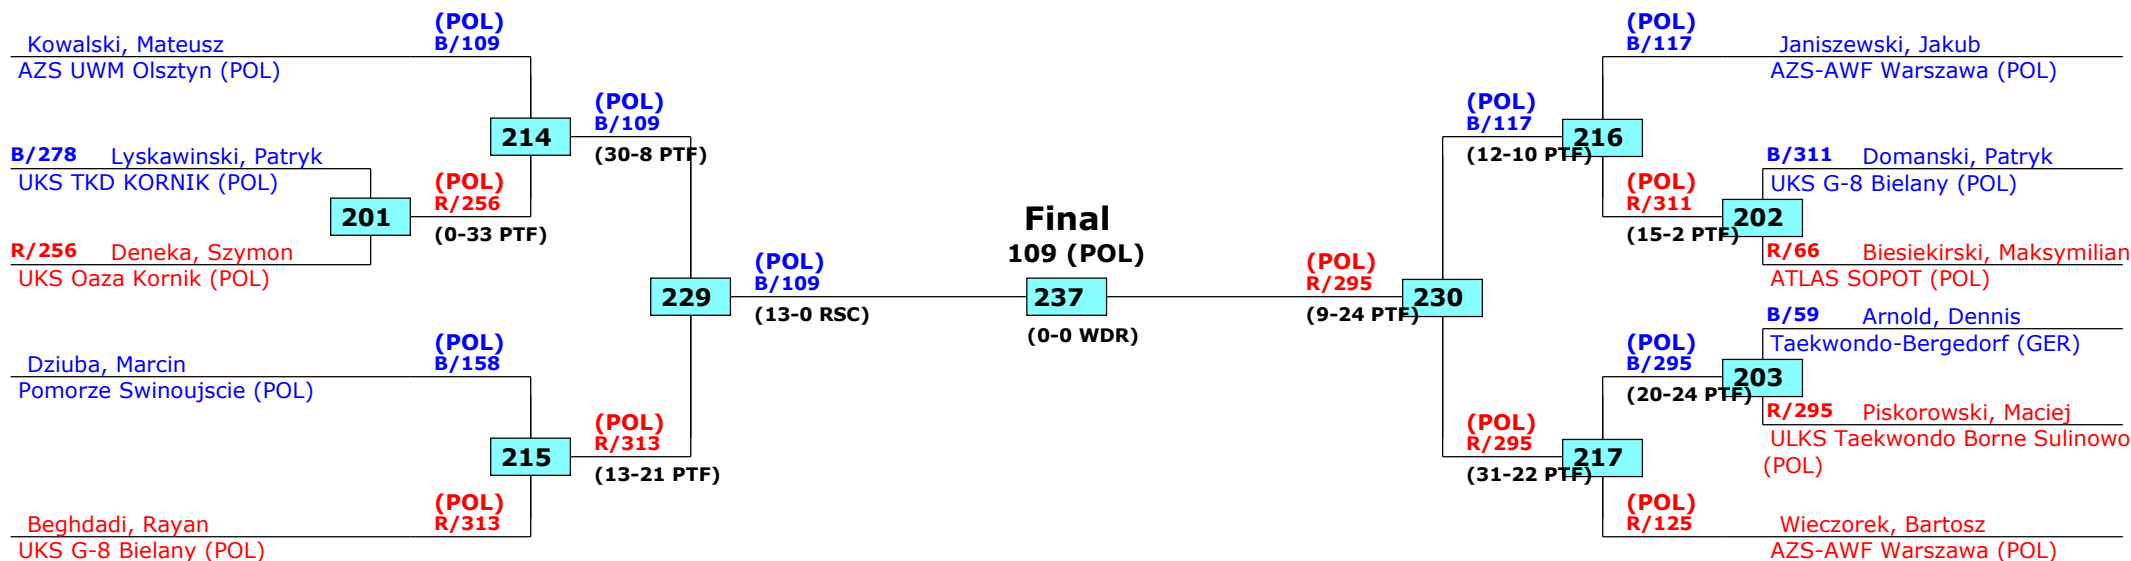 (POL)
Kowalski, Mateusz B/109
AZS UWM Olsztyn (POL)
(POL)
B/109
214
(30-8 PTF)
B/278 Lyskawinski, Patryk
UKS TKD KORNIK (POL)
(POL)
R/256
201
(0-33 PTF)
R/256 Deneka, Szymon
UKS Oaza Kornik (POL)
(POL)
B/109
229
(13-0 RSC)
(POL)
Dziuba, Marcin B/158
Pomorze Swinoujscie (POL)
(POL)
R/313
215
(13-21 PTF)
(POL)
Beghdadi, Rayan R/313
UKS G-8 Bielany (POL)
Final
109 (POL)
237
(0-0 WDR)
(POL)
B/117 Janiszewski, Jakub
AZS-AWF Warszawa (POL)
(POL)
B/117
216
(12-10 PTF)
B/311 Domanski, Patryk
UKS G-8 Bielany (POL)
(POL)
R/311
202
(15-2 PTF)
R/66 Biesiekirski, Maksymilian
ATLAS SOPOT (POL)
(POL)
R/295
230
(9-24 PTF)
B/59 Arnold, Dennis
Taekwondo-Bergedorf (GER)
(POL)
B/295
203
(20-24 PTF)
R/295 Piskorowski, Maciej
ULKS Taekwondo Borne Sulinowo
(POL)
(POL)
R/295
217
(31-22 PTF)
(POL)
R/125 Wieczorek, Bartosz
AZS-AWF Warszawa (POL)